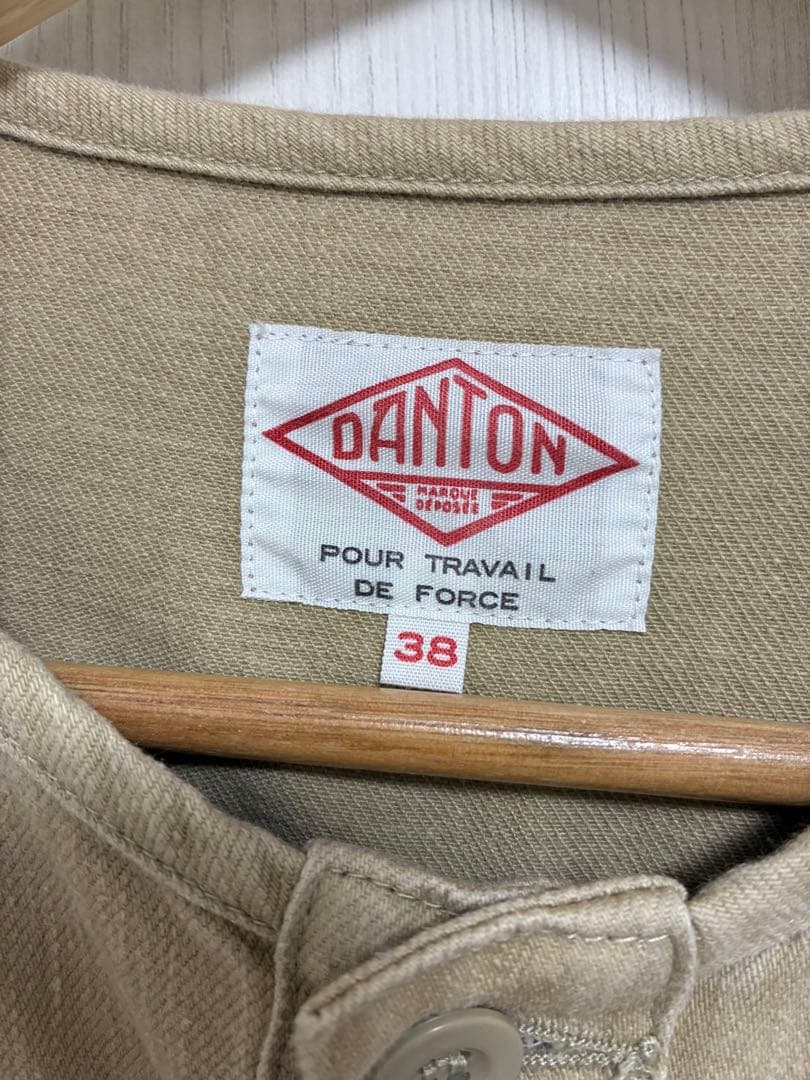 DANTON
MARQUE
DÉPOSÉE
POUR TRAVAIL
DE FORCE
38